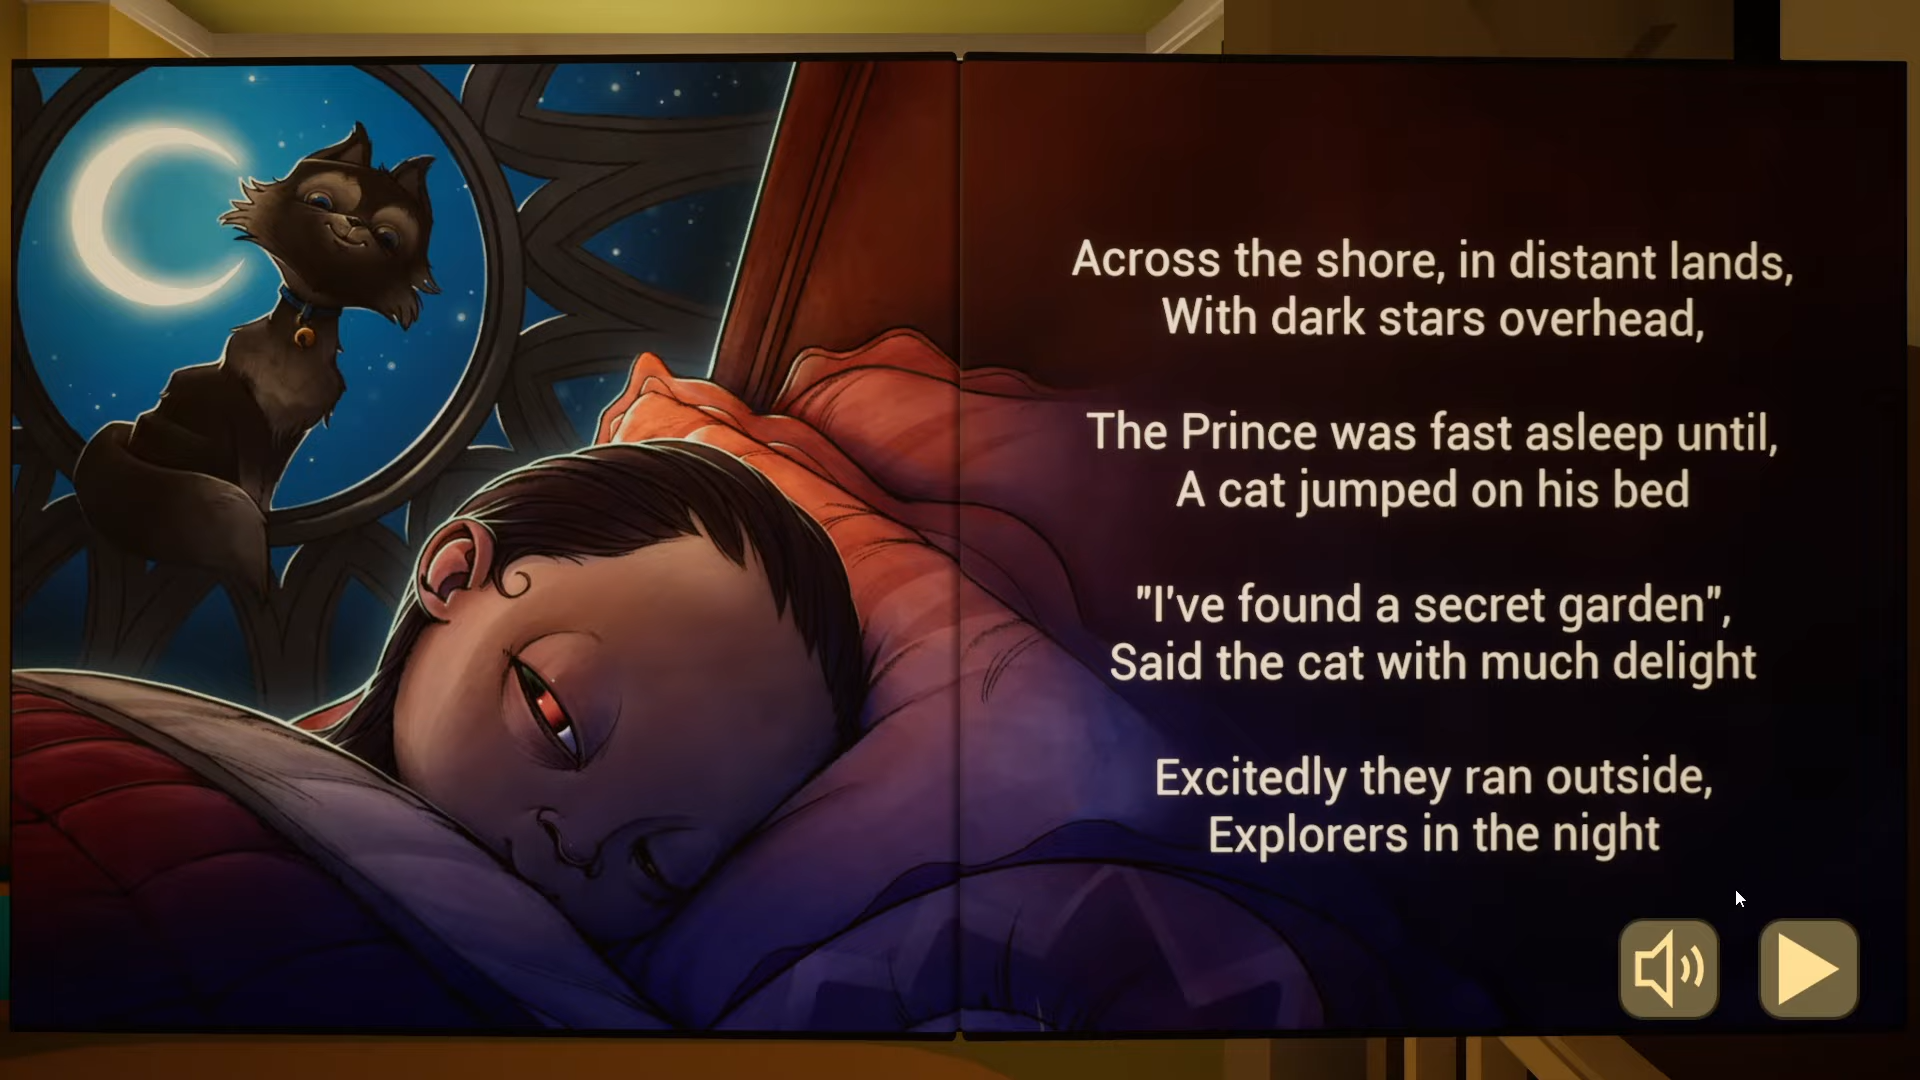 Across the shore, in distant lands,
With dark stars overhead,
The Prince was fast asleep until,
A cat jumped on his bed
"I've found a secret garden",
Said the cat with much delight
Excitedly they ran outside,
Explorers in the night